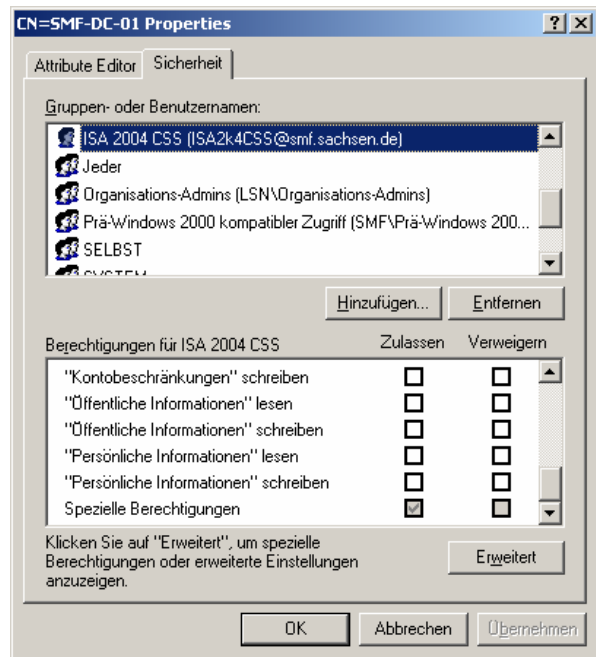 CN=SMF-DC-01 Properties
Attribute Editor Sicherheit
Gruppen- oder Benutzernamen:
ISA 2004 CSS (ISA2k4CSS@smf.sachsen.de)
Jeder
Organisations-Admins (LSN\Organisations-Admins)
Prä-Windows 2000 kompatibler Zugriff (SMF\Prä-Windows 200...
SELBST
SYSTEM
Hinzufügen... Entfernen
Berechtigungen für ISA 2004 CSS Zulassen Verweigern
"Kontobeschränkungen" schreiben
"Öffentliche Informationen" lesen
"Öffentliche Informationen" schreiben
"Persönliche Informationen" lesen
"Persönliche Informationen" schreiben
Spezielle Berechtigungen
Klicken Sie auf "Erweitert", um spezielle
Berechtigungen oder erweiterte Einstellungen
anzuzeigen.
Erweitert
OK Abbrechen Übernehmen